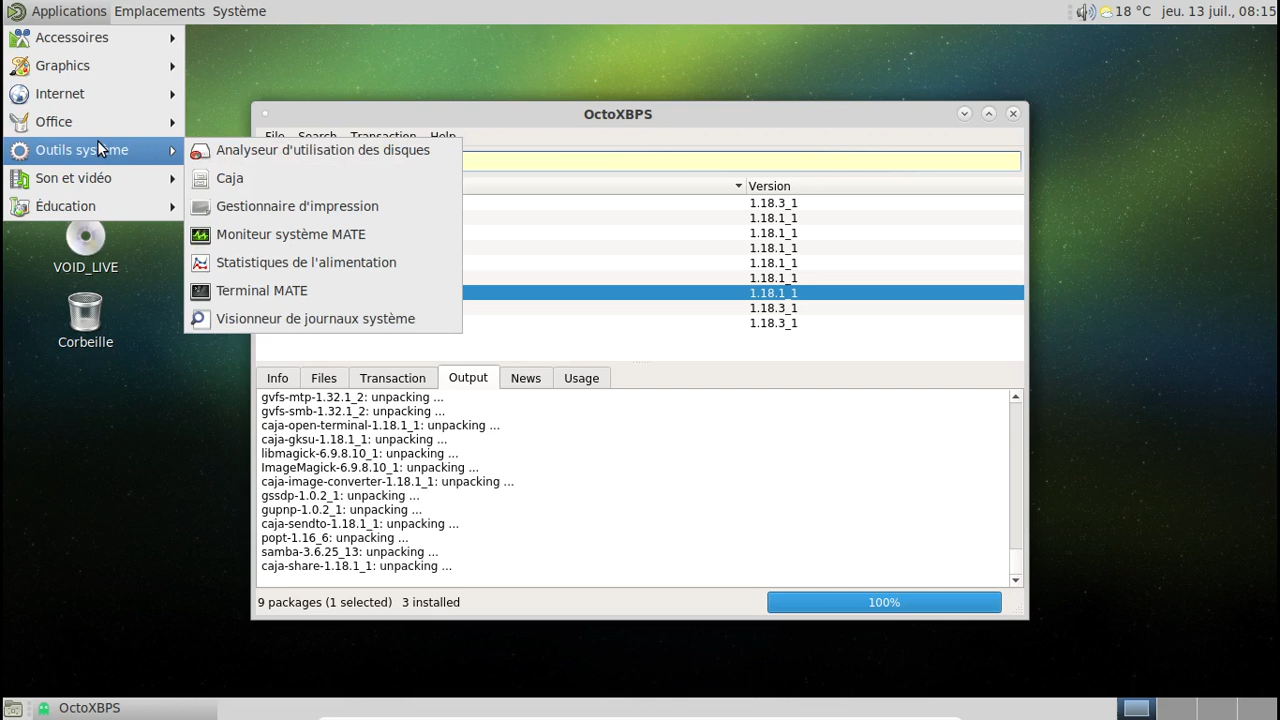 Applications Emplacements Système 18 °C jeu. 13 juil., 08:15
Accessoires
Graphics
Internet
Office
Outils système
Son et vidéo
Éducation
Analyseur d'utilisation des disques
Caja
Gestionnaire d'impression
Moniteur système MATE
Statistiques de l'alimentation
Terminal MATE
Visionneur de journaux système
VOID_LIVE
Corbeille
OctoXBPS
File Search Transaction Help
Version
1.18.3_1
1.18.1_1
1.18.1_1
1.18.1_1
1.18.1_1
1.18.1_1
1.18.1_1
1.18.3_1
1.18.3_1
Info Files Transaction Output News Usage
gvfs-mtp-1.32.1_2: unpacking ...
gvfs-smb-1.32.1_2: unpacking ...
caja-open-terminal-1.18.1_1: unpacking ...
caja-gksu-1.18.1_1: unpacking ...
libmagick-6.9.8.10_1: unpacking ...
ImageMagick-6.9.8.10_1: unpacking ...
caja-image-converter-1.18.1_1: unpacking ...
gssdp-1.0.2_1: unpacking ...
gupnp-1.0.2_1: unpacking ...
caja-sendto-1.18.1_1: unpacking ...
popt-1.16_6: unpacking ...
samba-3.6.25_13: unpacking ...
caja-share-1.18.1_1: unpacking ...
9 packages (1 selected) 3 installed 100%
OctoXBPS